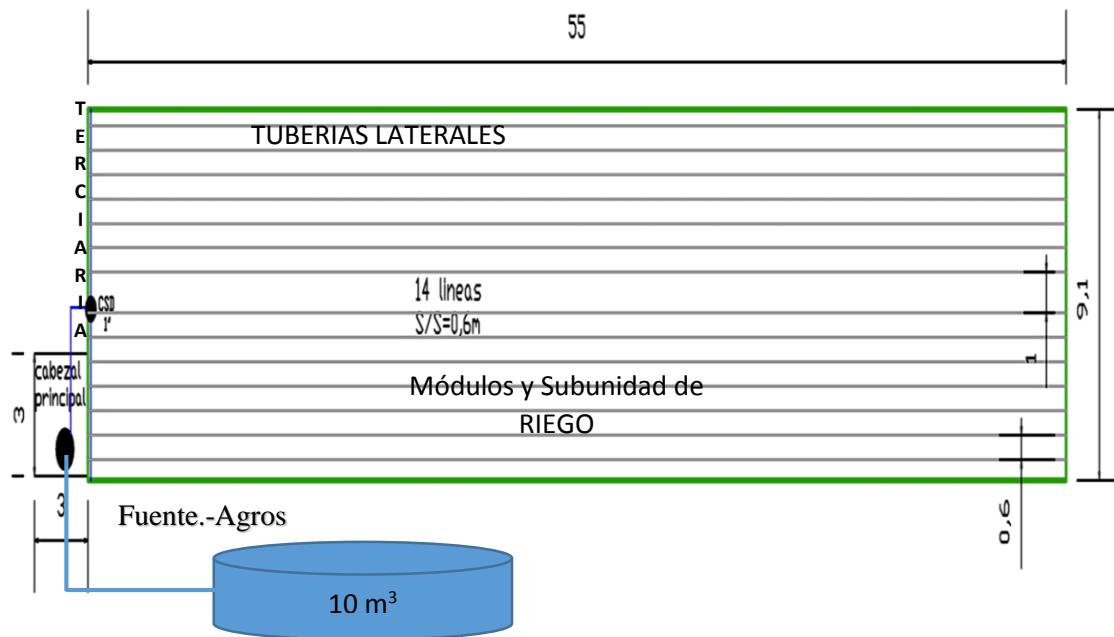 55
TERCIARIA
TUBERIAS LATERALES
14 lineas
S/S=0,6m
CSD
1"
9,1
1
cabezal
principal
3
Módulos y Subunidad de
RIEGO
0,6
3
Fuente.-Agros
10 m³